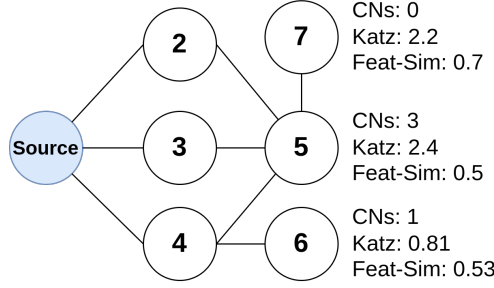 2
7
CNs: 0
Katz: 2.2
Feat-Sim: 0.7
Source
3
5
CNs: 3
Katz: 2.4
Feat-Sim: 0.5
4
6
CNs: 1
Katz: 0.81
Feat-Sim: 0.53